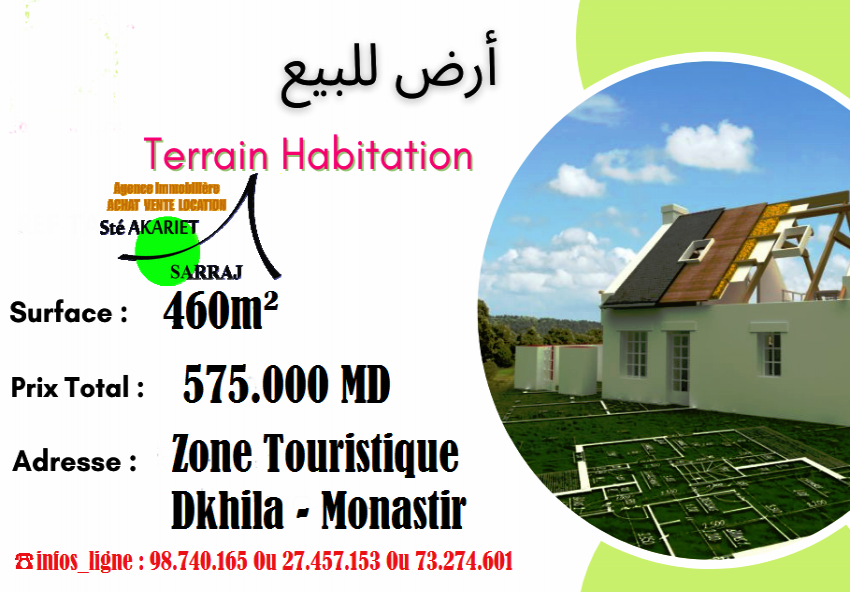 أرض للبيع
Terrain Habitation
Agence Immobilière
ACHAT VENTE LOCATION
Sté AKARIET
SARRAJ
Surface : 460m²
Prix Total : 575.000 MD
Adresse : Zone Touristique
Dkhila - Monastir
☎infos_ligne : 98.740.165 Ou 27.457.153 Ou 73.274.601